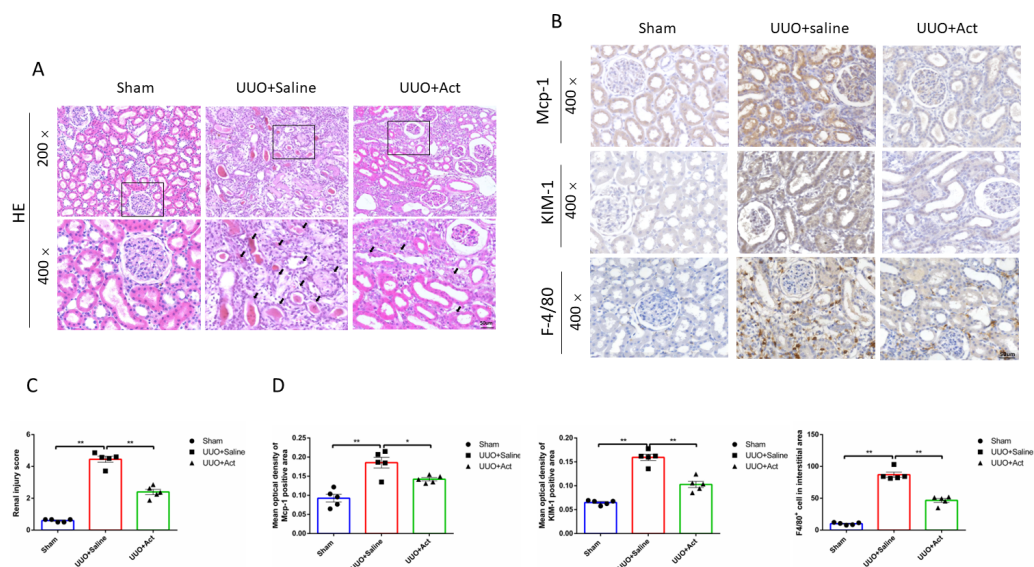 A
Sham
UUO+Saline
UUO+Act
HE
200 ×
400 ×
50um
B
Sham
UUO+saline
UUO+Act
Mcp-1
400 ×
KIM-1
400 ×
F-4/80
400 ×
50um
C
Renal injury score
6
4
2
0
**
**
Sham
UUO+Saline
UUO+Act
Sham
UUO+Saline
UUO+Act
D
Mean optical density of
Mcp-1 positive area
0.25
0.20
0.15
0.10
0.05
0.00
**
*
Sham
UUO+Saline
UUO+Act
Sham
UUO+Saline
UUO+Act
Mean optical density of
KIM-1 positive area
0.20
0.15
0.10
0.05
0.00
**
**
Sham
UUO+Saline
UUO+Act
Sham
UUO+Saline
UUO+Act
F4/80+ cell in interstitial area
150
100
50
0
**
**
Sham
UUO+Saline
UUO+Act
Sham
UUO+Saline
UUO+Act